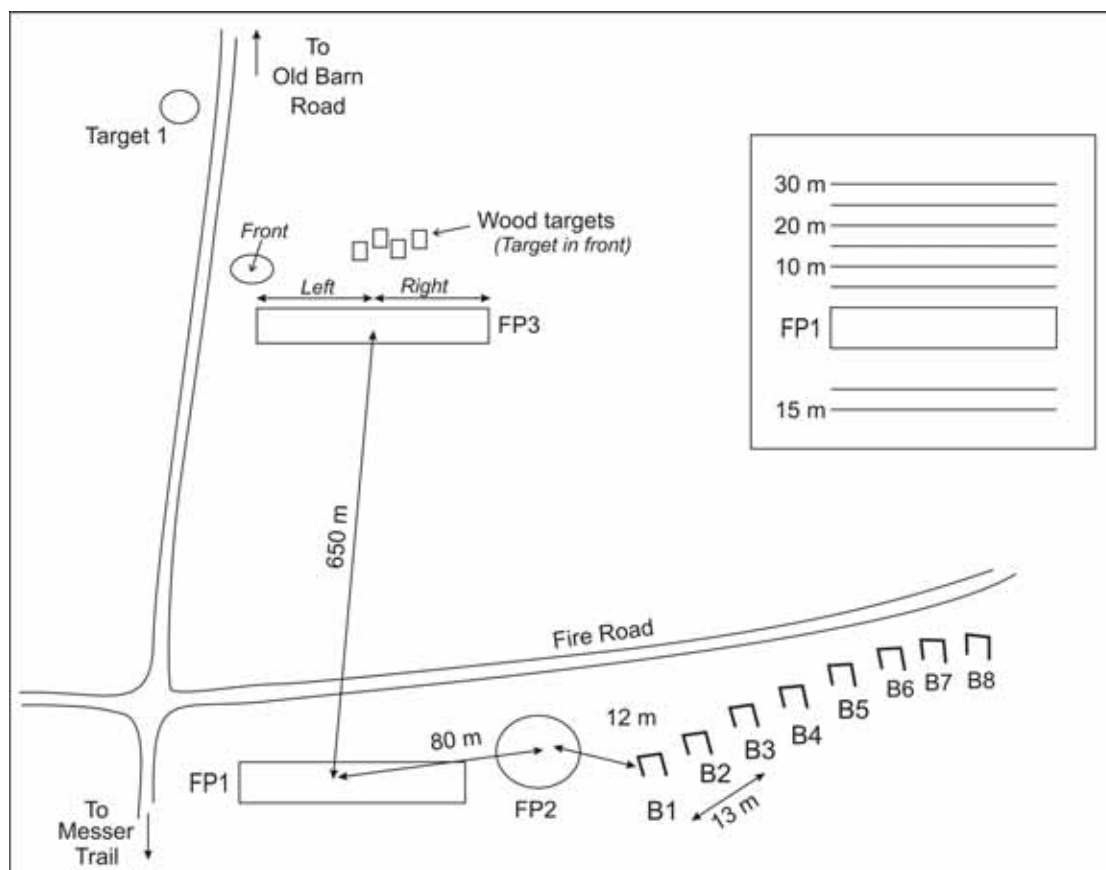 To
Old Barn
Road
Target 1
Front
Wood targets
(Target in front)
Left
Right
FP3
30 m
20 m
10 m
FP1
15 m
650 m
Fire Road
80 m
12 m
FP1
FP2
B1
B2
B3
B4
B5
B6
B7
B8
13 m
To
Messer
Trail